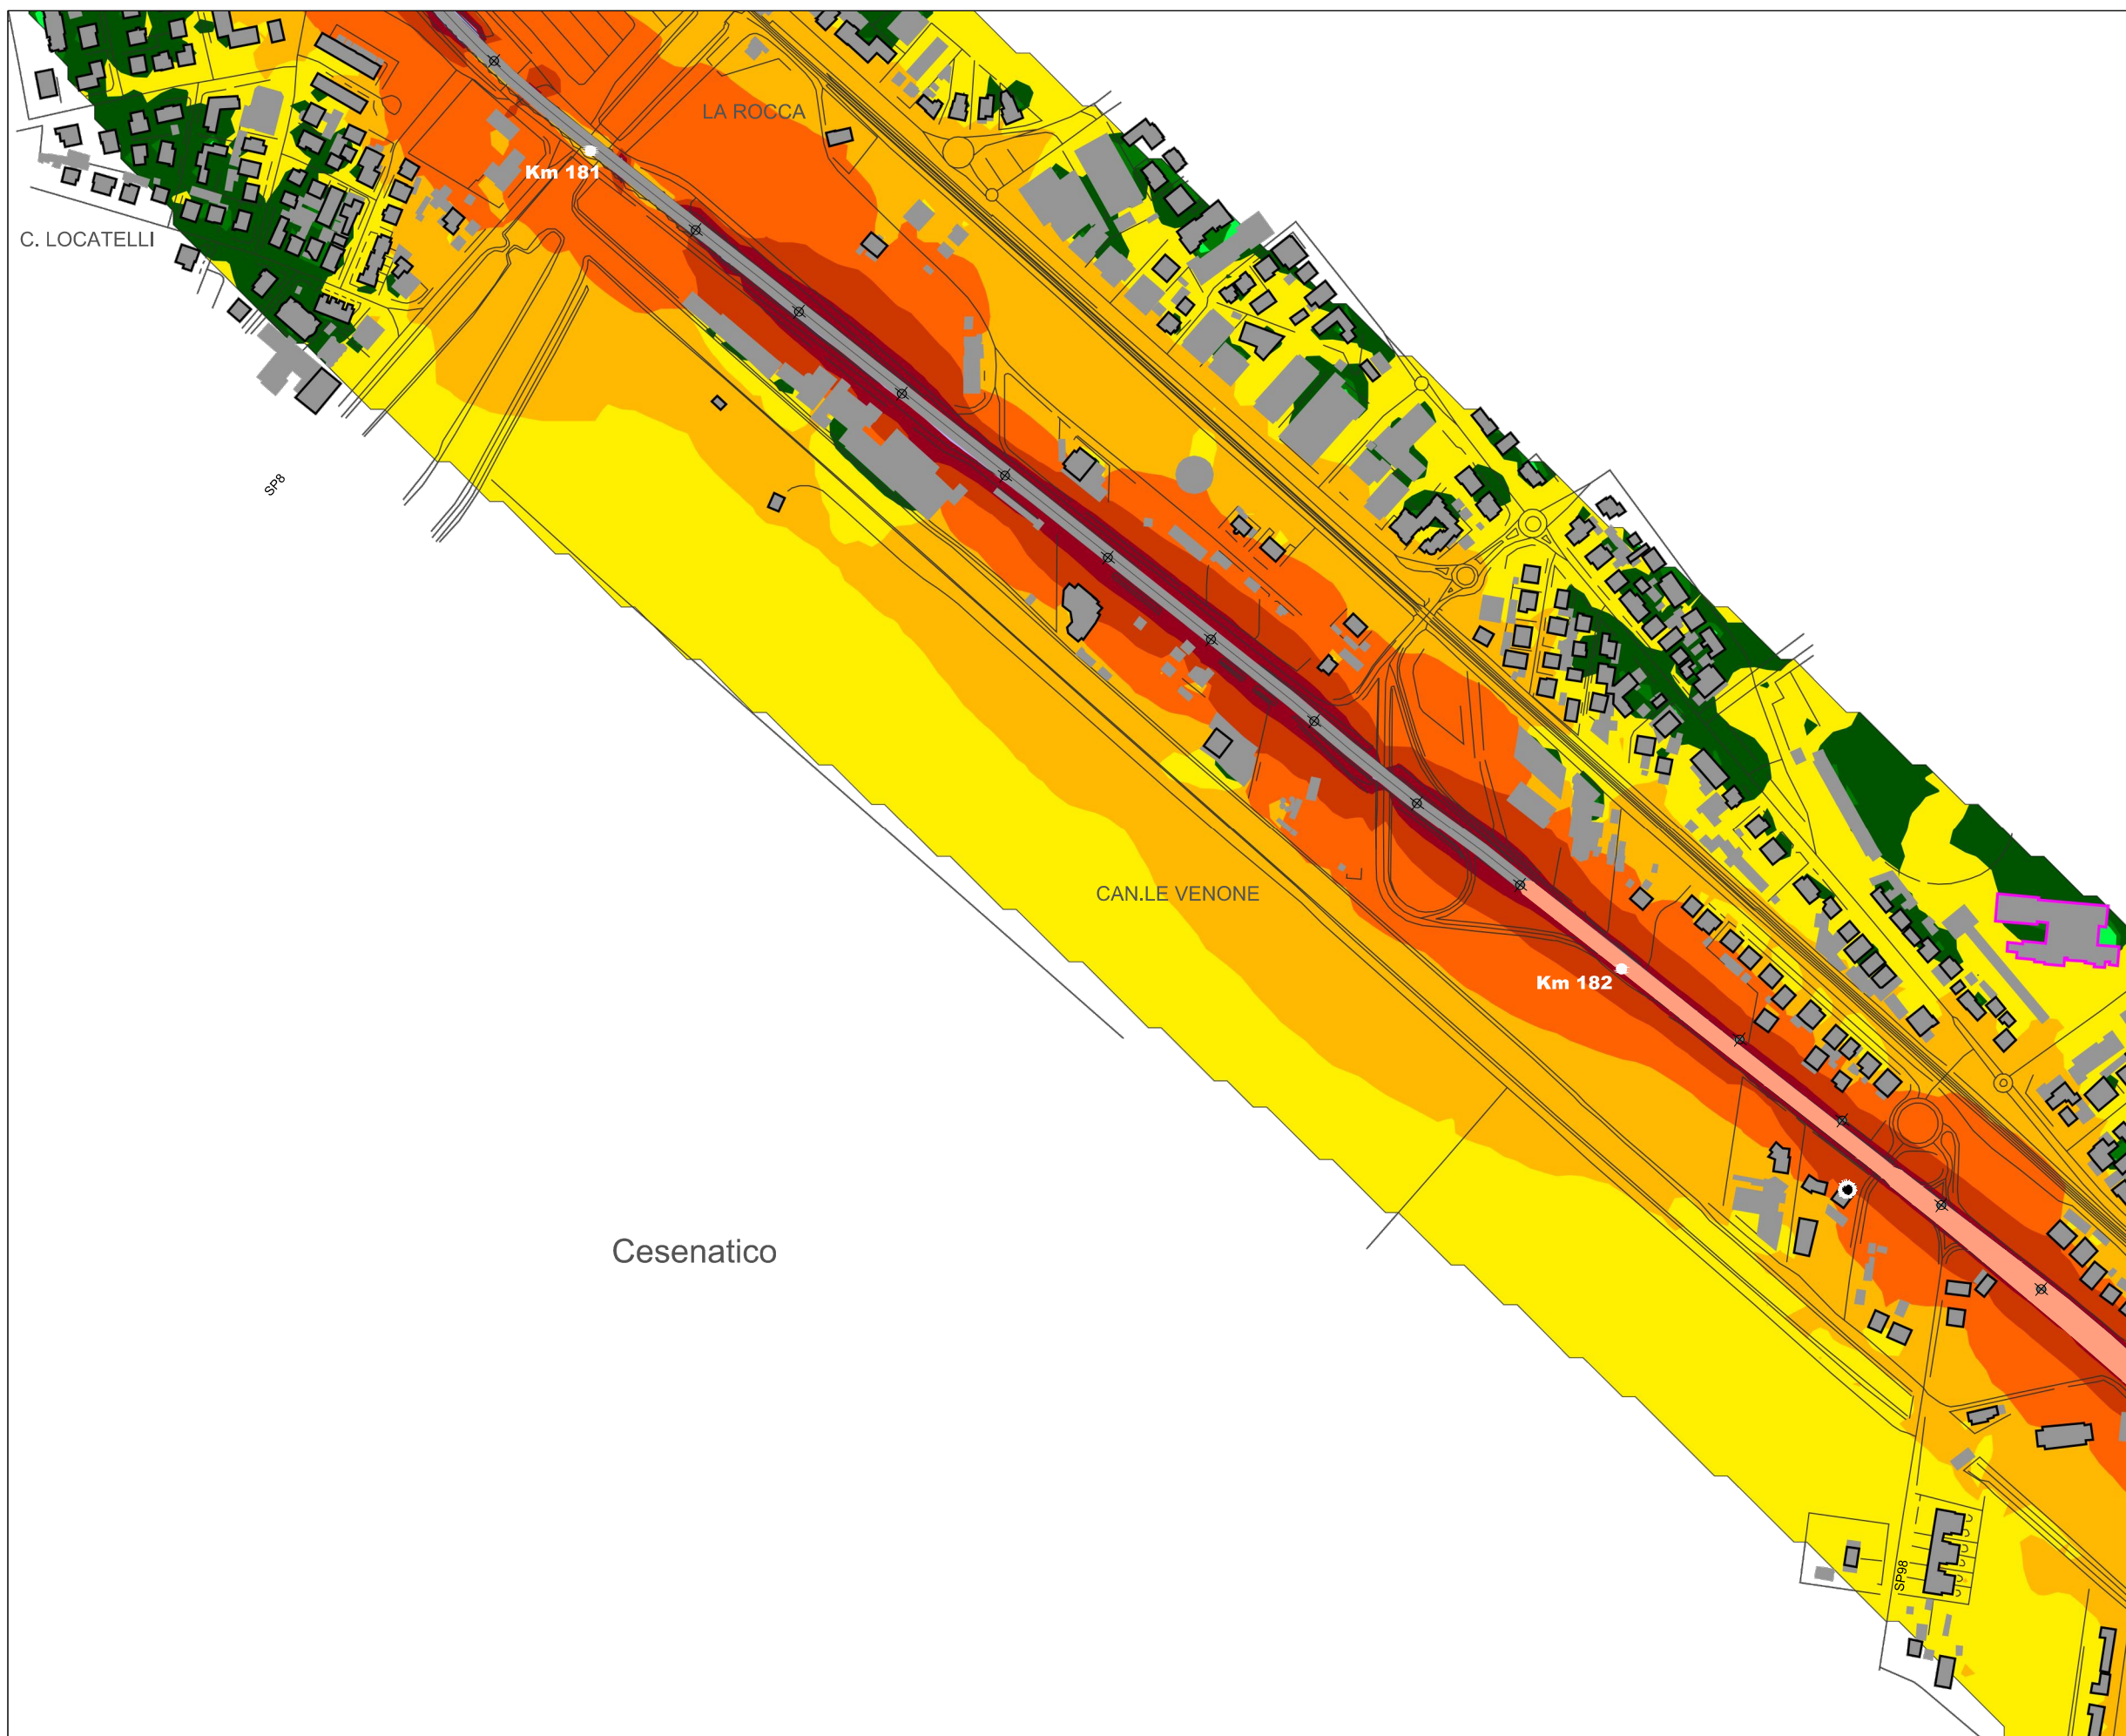 LA ROCCA
Km 181
C. LOCATELLI
SP8
CAN.LE VENONE
Km 182
Cesenatico
SP98